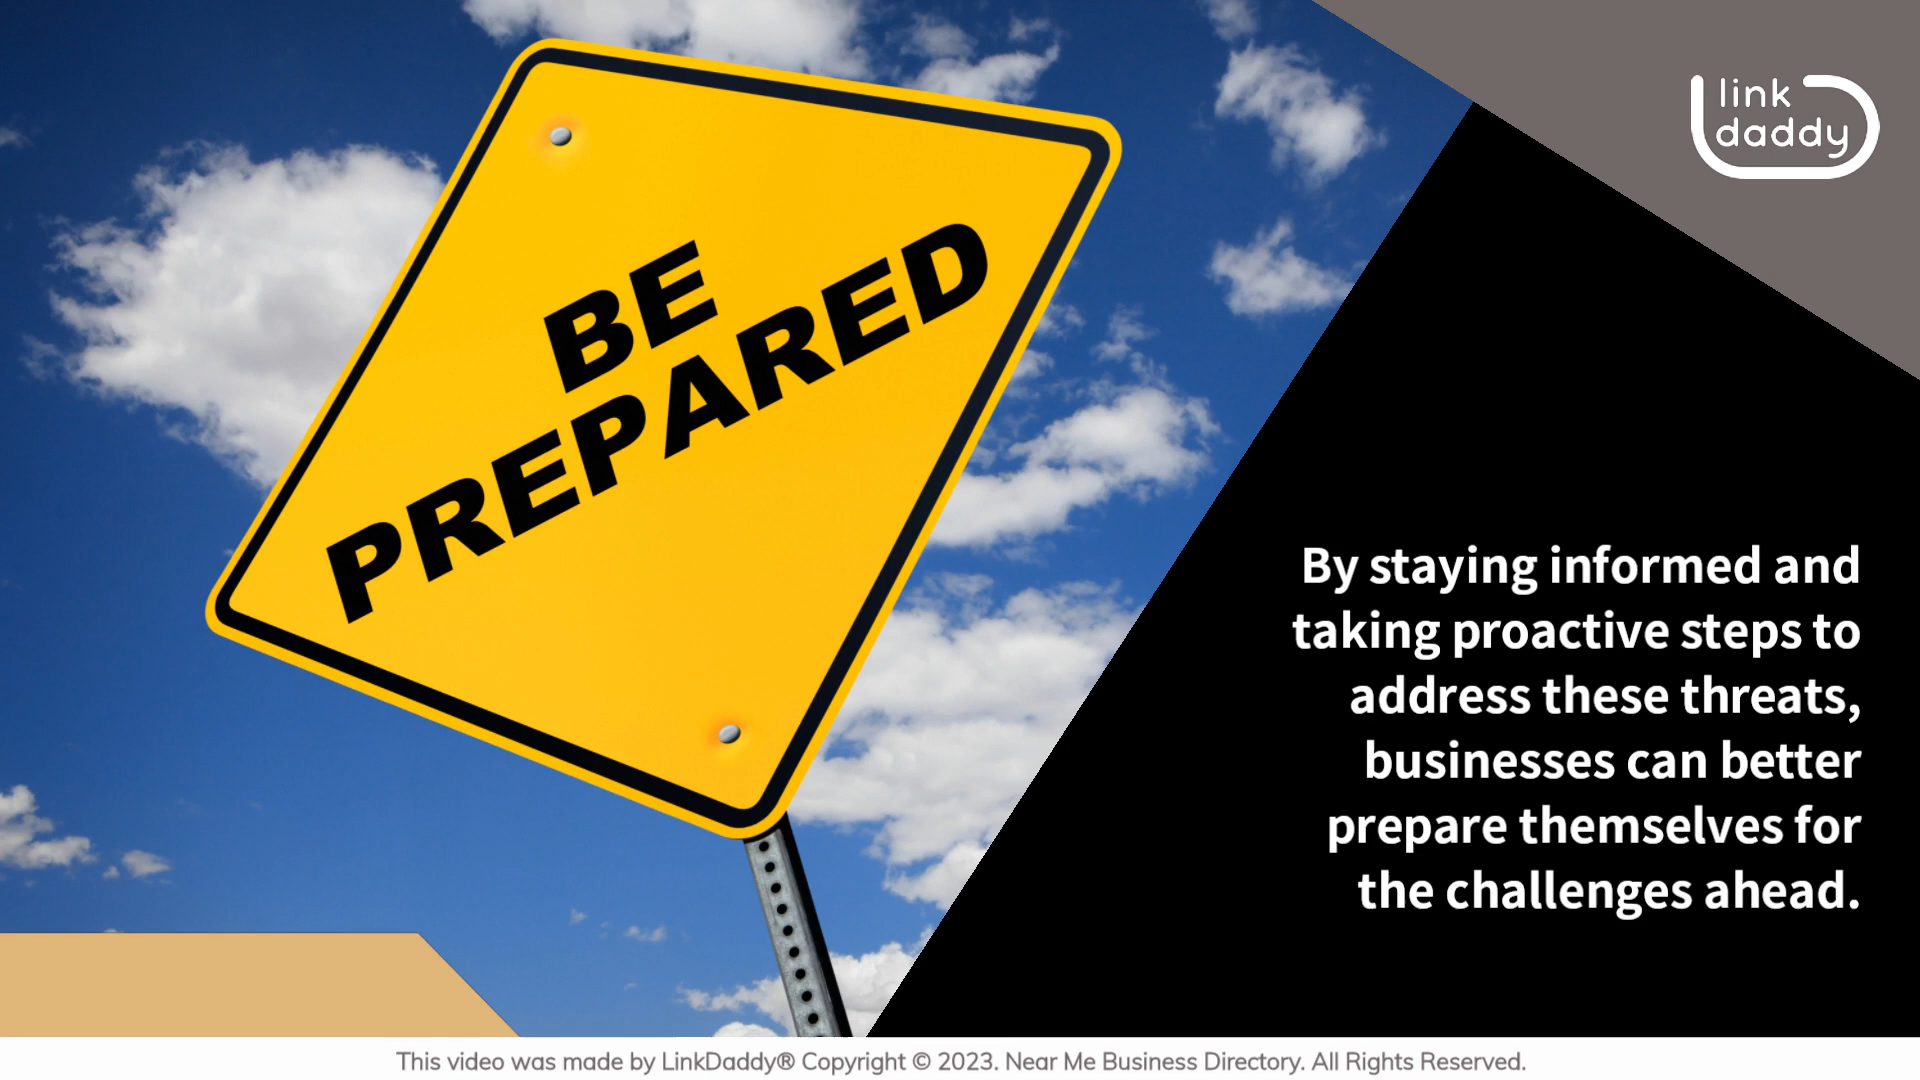 BE
PREPARED
link
daddy
By staying informed and
taking proactive steps to
address these threats,
businesses can better
prepare themselves for
the challenges ahead.
This video was made by LinkDaddy® Copyright © 2023. Near Me Business Directory. All Rights Reserved.